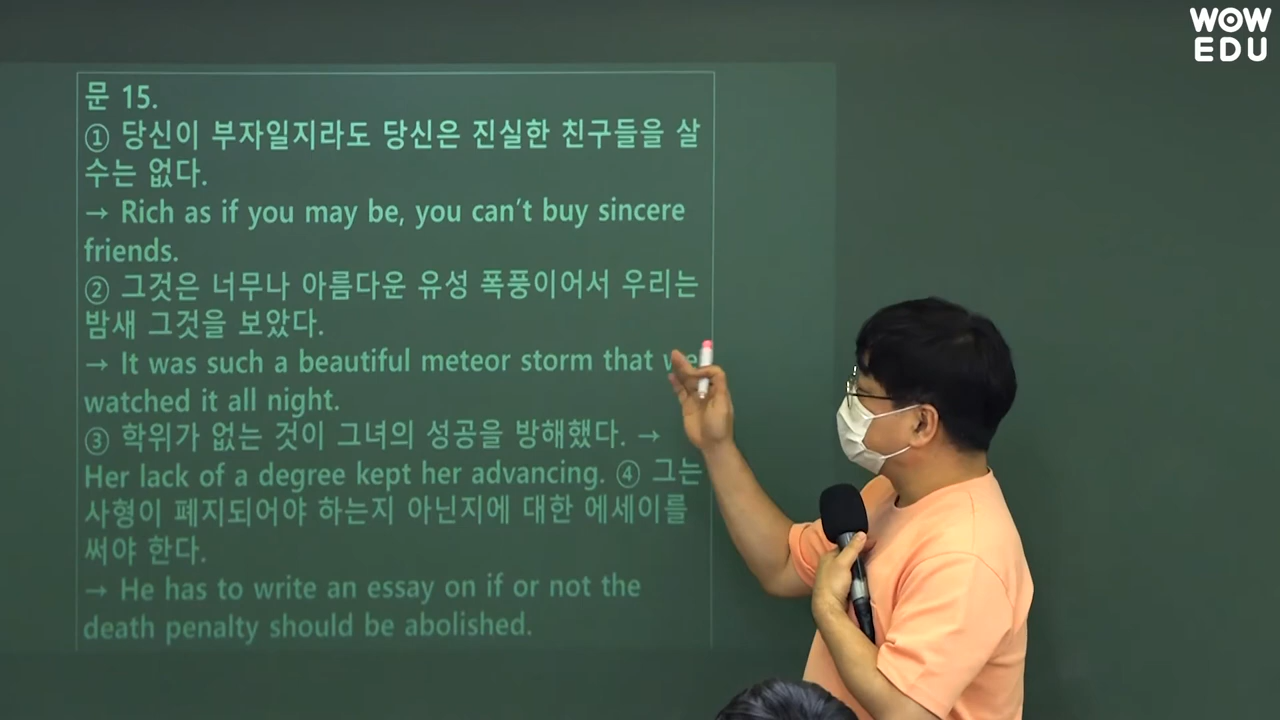 WOW
EDU
문 15.
① 당신이 부자일지라도 당신은 진실한 친구들을 살
수는 없다.
→ Rich as if you may be, you can't buy sincere
friends.
② 그것은 너무나 아름다운 유성 폭풍이어서 우리는
밤새 그것을 보았다.
→ It was such a beautiful meteor storm that we
watched it all night.
③ 학위가 없는 것이 그녀의 성공을 방해했다. →
Her lack of a degree kept her advancing. ④ 그는
사형이 폐지되어야 하는지 아닌지에 대한 에세이를
써야 한다.
→ He has to write an essay on if or not the
death penalty should be abolished.